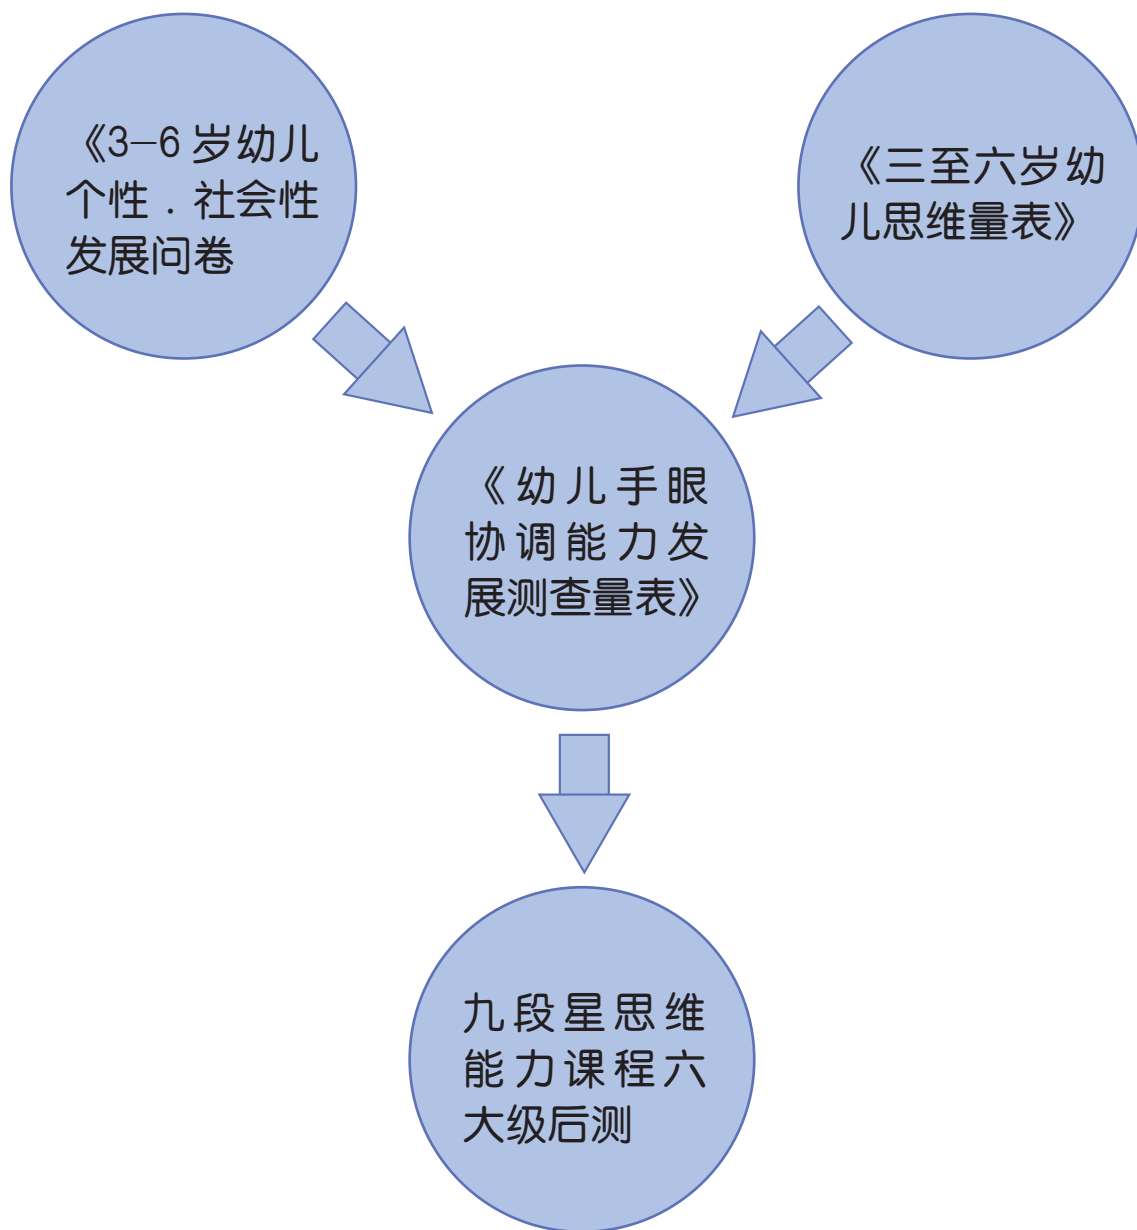 《3–6 岁幼儿
个性．社会性
发展问卷
《三至六岁幼
儿思维量表》
《幼儿手眼
协调能力发
展测查量表》
九段星思维
能力课程六
大级后测